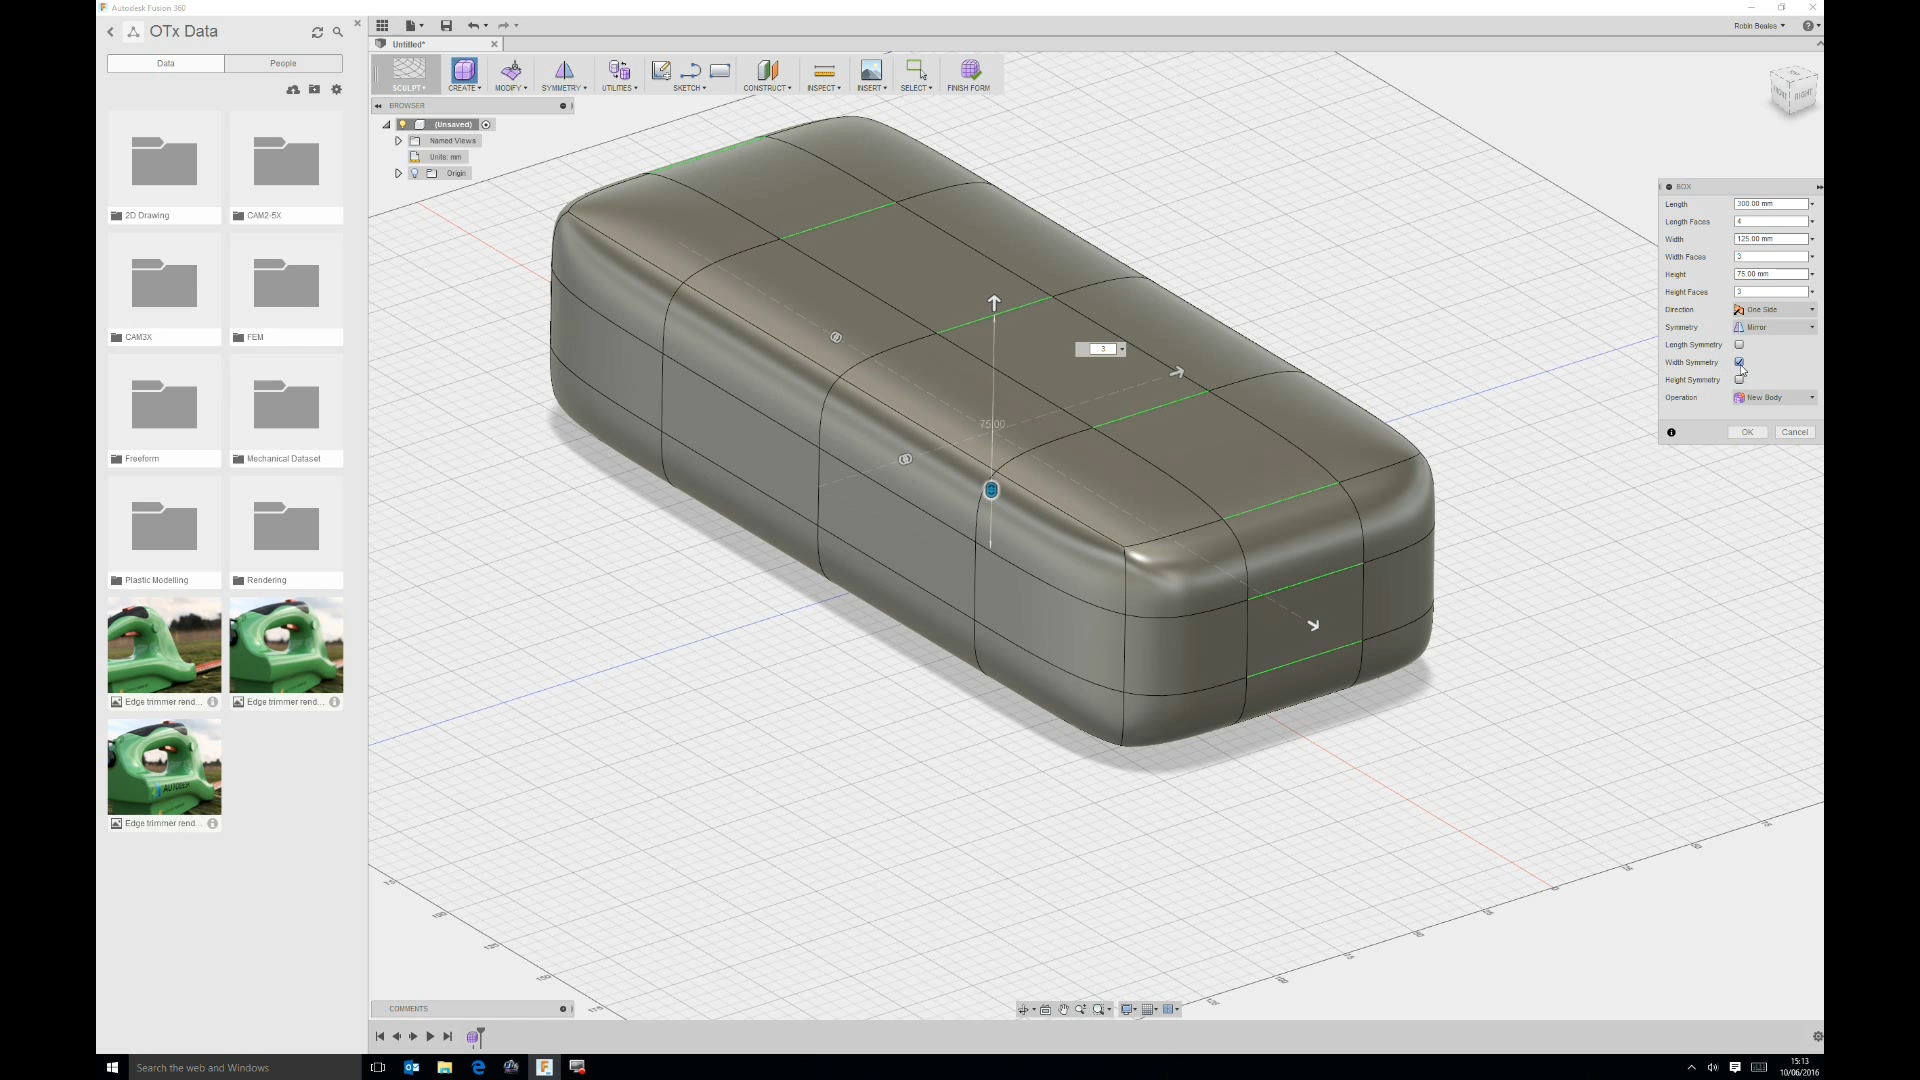 Autodesk Fusion 360
OTx Data
Data
People
2D Drawing
CAM2-5X
CAM3X
FEM
Freeform
Mechanical Dataset
Plastic Modelling
Rendering
Edge trimmer rend...
Edge trimmer rend...
Edge trimmer rend...
Robin Beales
Untitled*
SCULPT
CREATE
MODIFY
SYMMETRY
UTILITIES
SKETCH
CONSTRUCT
INSPECT
INSERT
SELECT
FINISH FORM
BROWSER
(Unsaved)
Named Views
Units: mm
Origin
TOP
FRONT
RIGHT
3
75.00
BOX
Length 300.00 mm
Length Faces 4
Width 125.00 mm
Width Faces 3
Height 75.00 mm
Height Faces 3
Direction One Side
Symmetry Mirror
Length Symmetry
Width Symmetry
Height Symmetry
Operation New Body
OK Cancel
COMMENTS
Search the web and Windows
15:13
10/06/2016